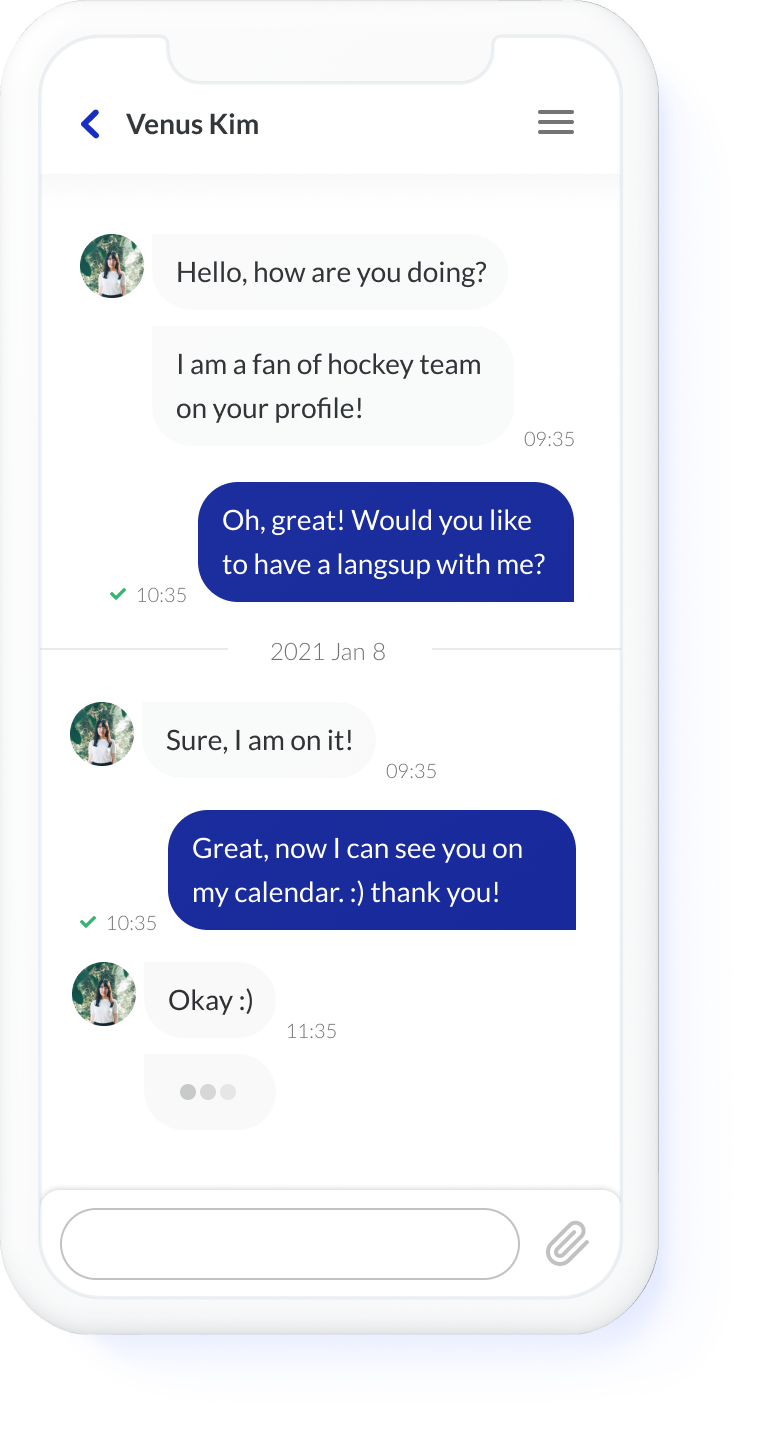 Venus Kim
Hello, how are you doing?
I am a fan of hockey team
on your profile!
09:35
Oh, great! Would you like
to have a langsup with me?
10:35
2021 Jan 8
Sure, I am on it!
09:35
Great, now I can see you on
my calendar. :) thank you!
10:35
Okay :)
11:35